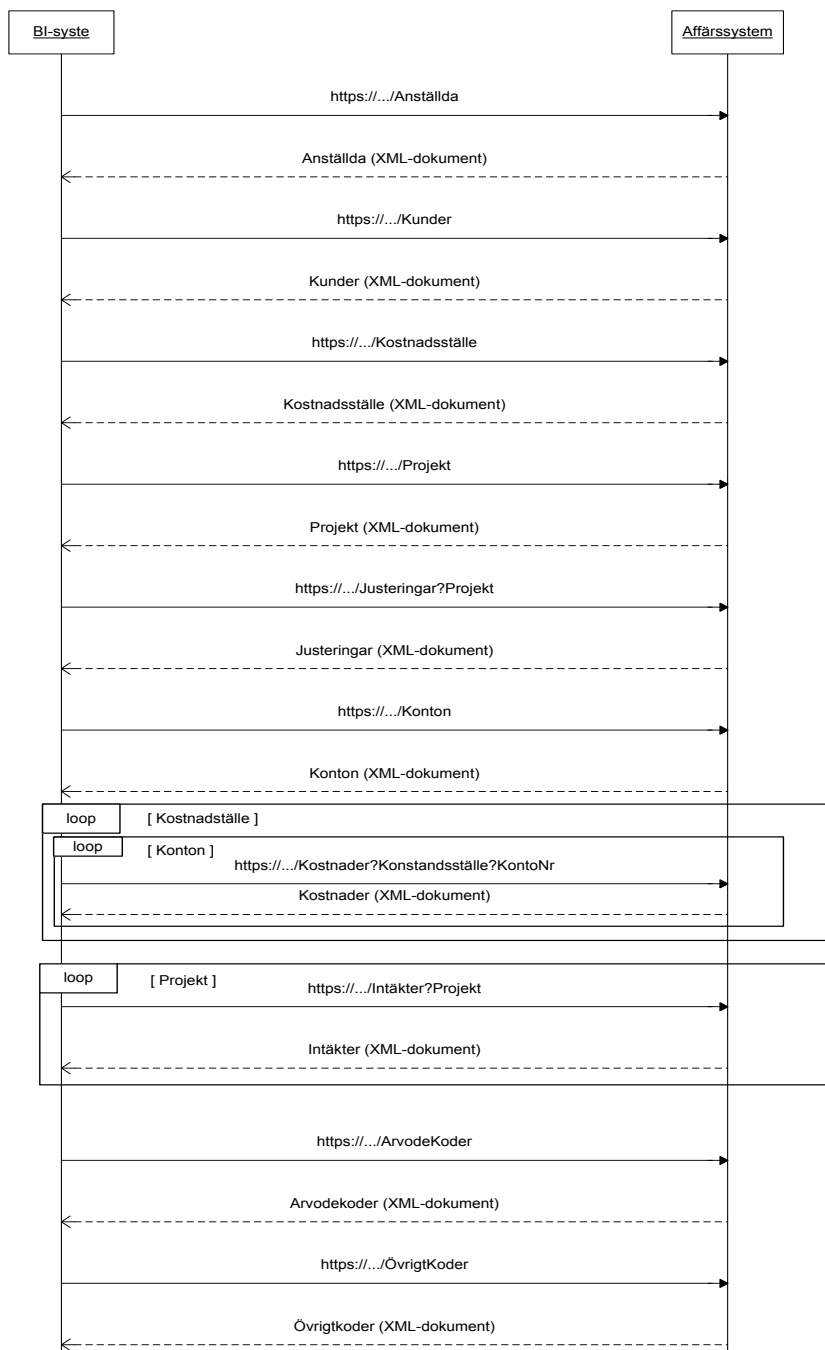 BI-syste
Affärssystem
https://.../Anställda
Anställda (XML-dokument)
https://.../Kunder
Kunder (XML-dokument)
https://.../Kostnadsställe
Kostnadsställe (XML-dokument)
https://.../Projekt
Projekt (XML-dokument)
https://.../Justeringar?Projekt
Justeringar (XML-dokument)
https://.../Konton
Konton (XML-dokument)
loop [ Kostnadställe ]
loop [ Konton ]
https://.../Kostnader?Konstandsställe?KontoNr
Kostnader (XML-dokument)
loop [ Projekt ]
https://.../Intäkter?Projekt
Intäkter (XML-dokument)
https://.../ArvodeKoder
Arvodekoder (XML-dokument)
https://.../ÖvrigtKoder
Övrigtkoder (XML-dokument)